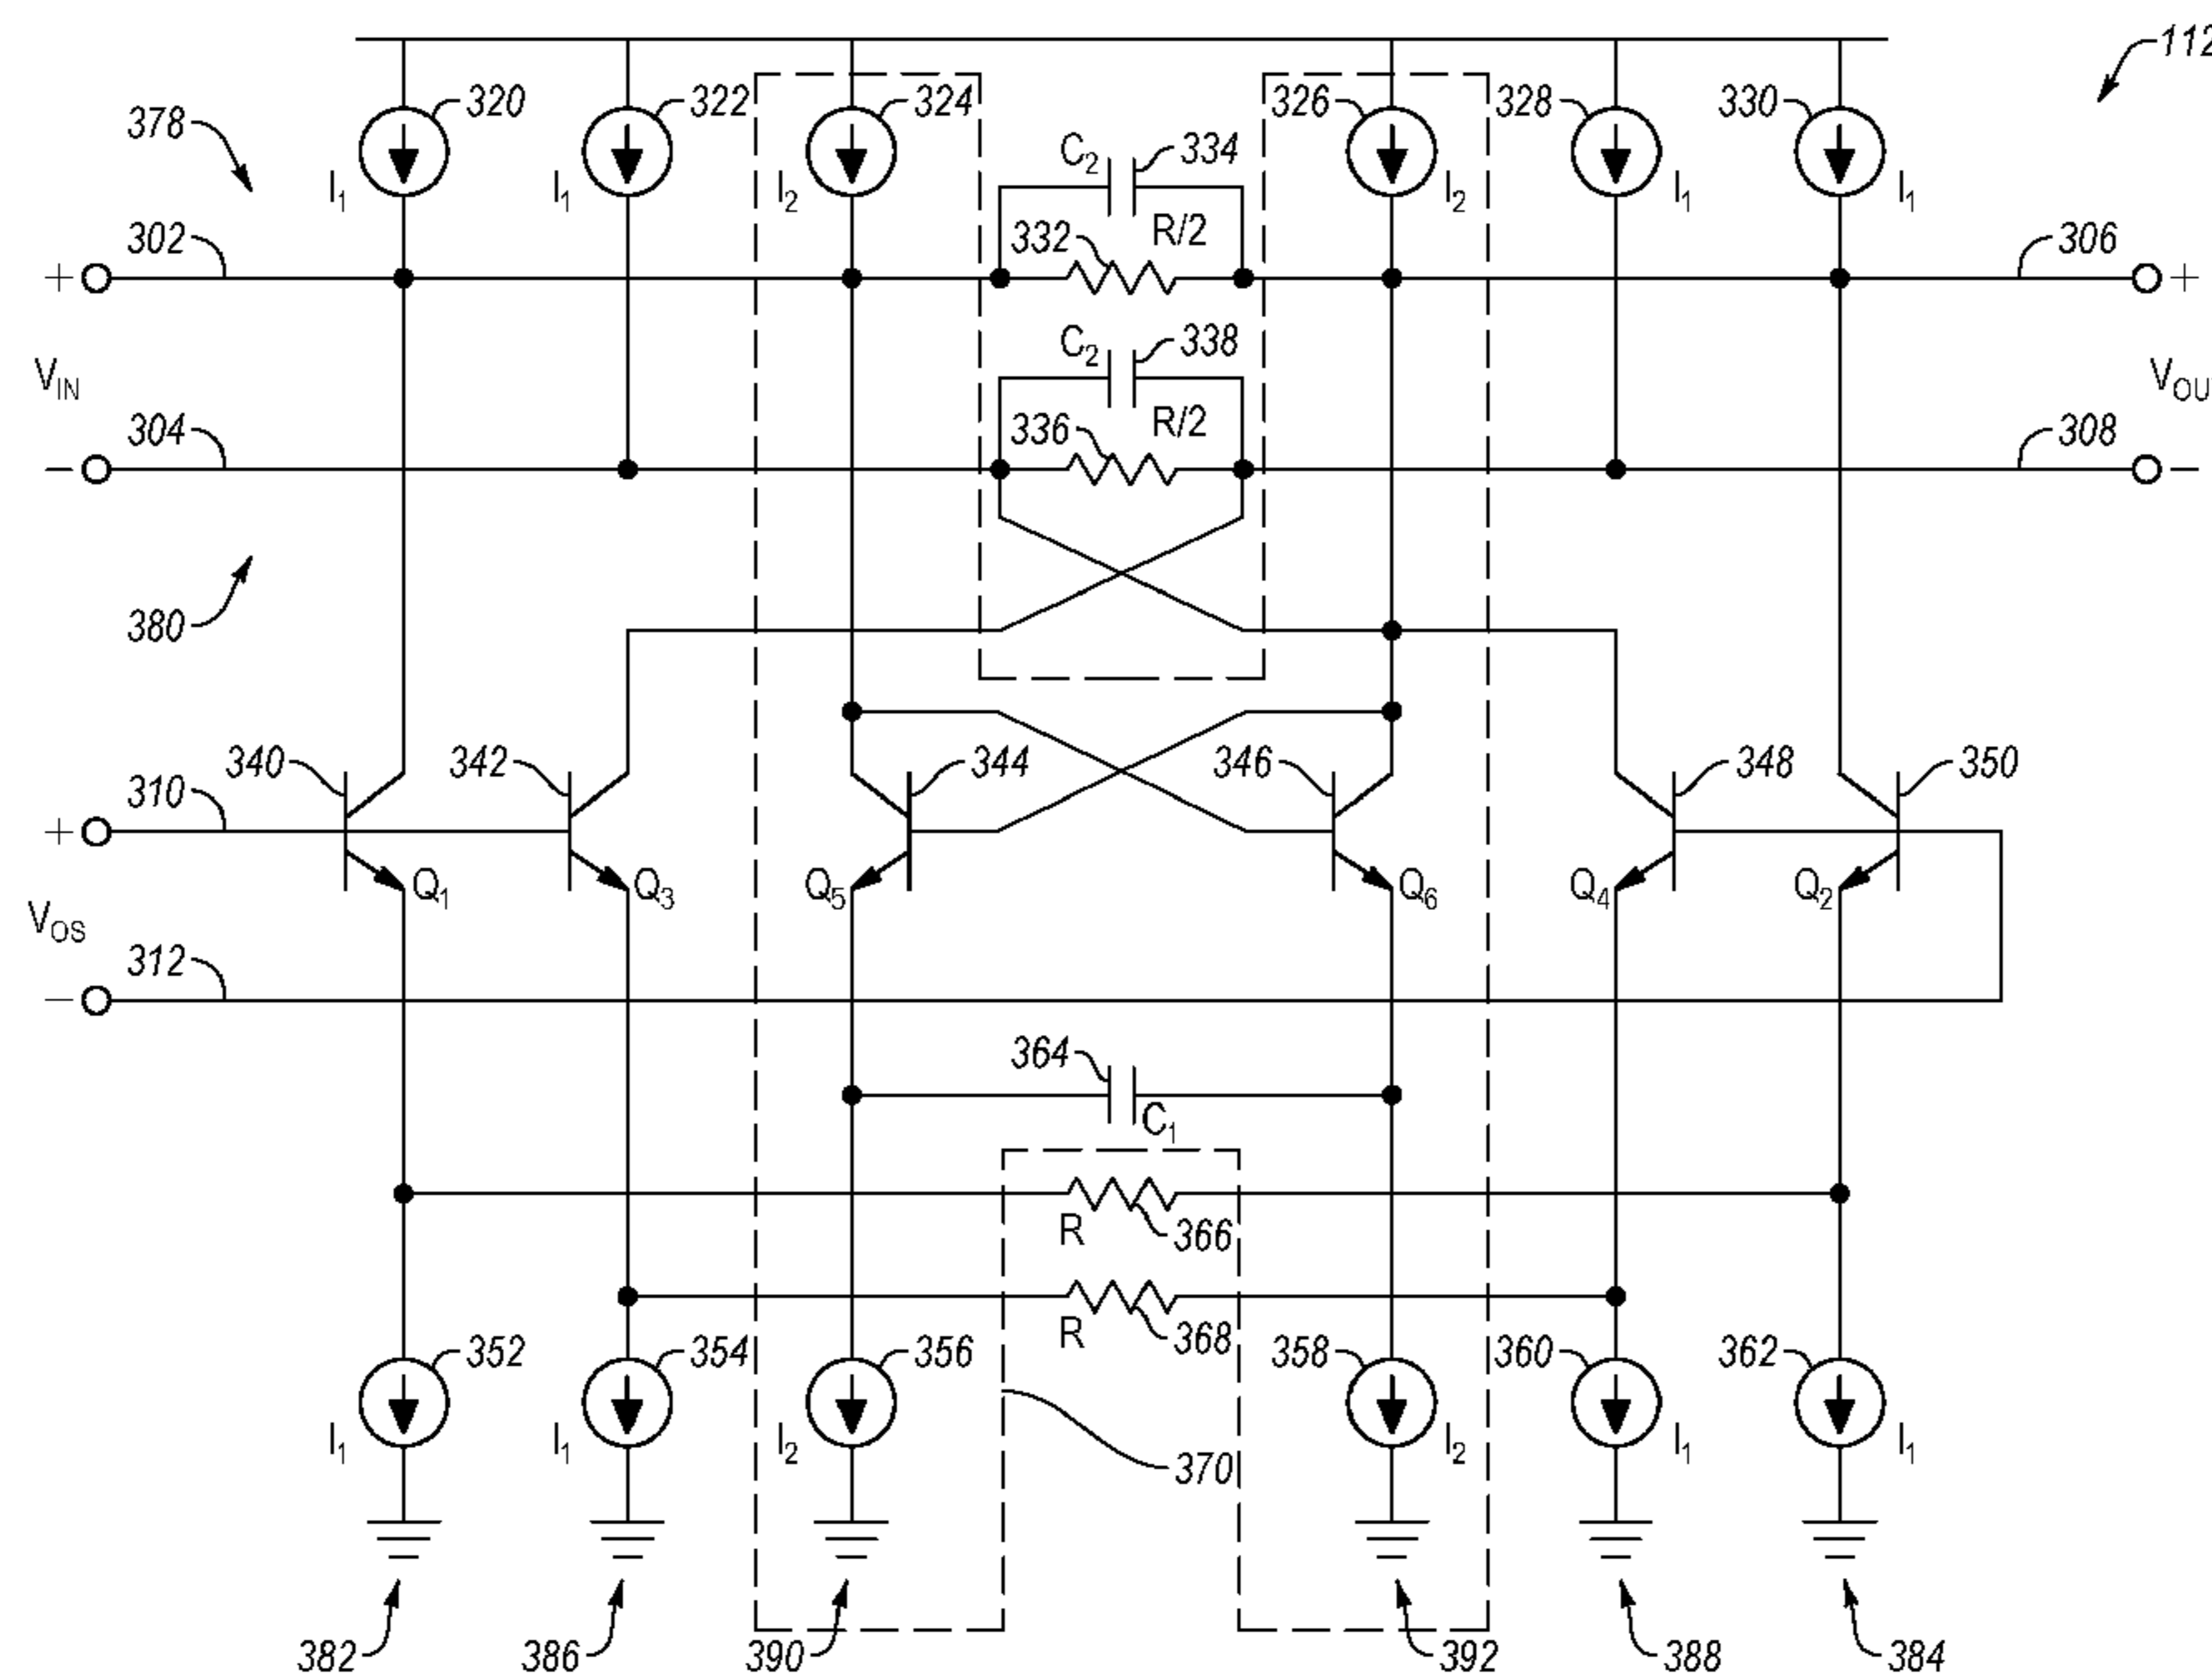 112
320 322 324 326 328 330
378
C2 334
I1 I1 I2 I2 I1 I1
302 332 R/2 306
+ +
C2 338
VIN VOU
304 336 R/2 308
− −
380
340 342 344 346 348 350
310
+
Q1 Q3 Q5 Q6 Q4 Q2
VOS
312
−
364
C1
R 366
R 368
352 354 356 358 360 362
I1 I1 I2 I2 I1 I1
370
382 386 390 392 388 384